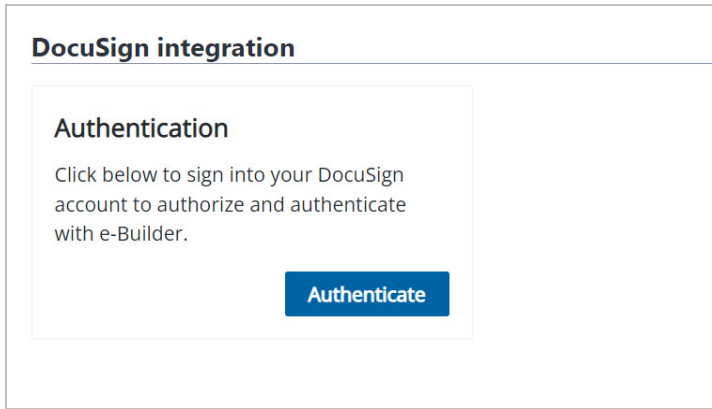 DocuSign integration
Authentication
Click below to sign into your DocuSign
account to authorize and authenticate
with e-Builder.
Authenticate